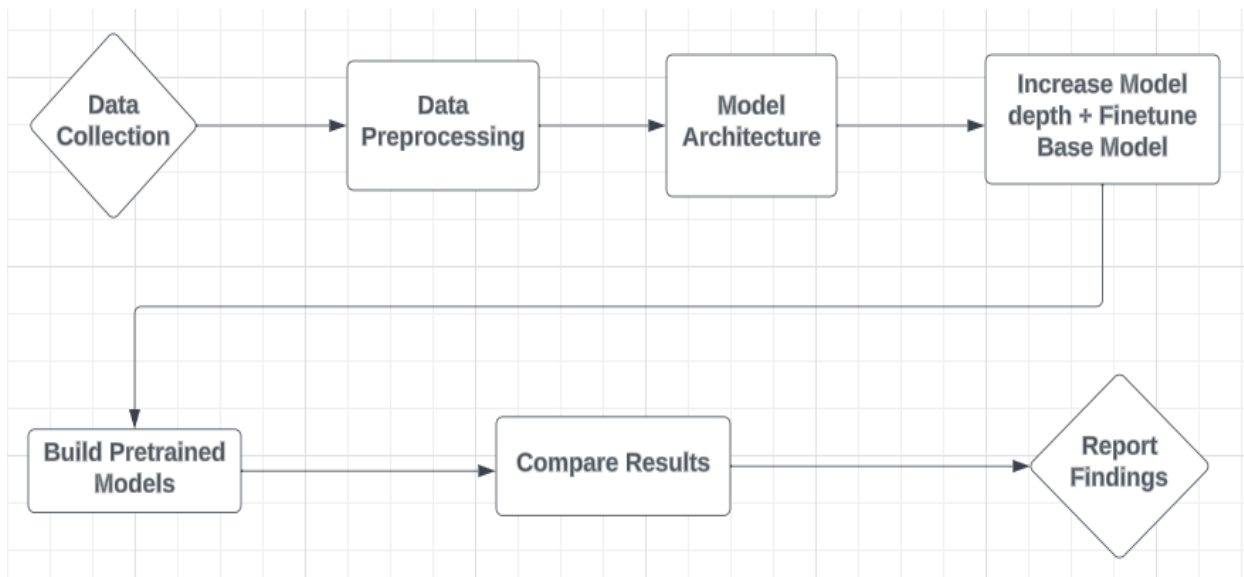 Data
Collection
Data
Preprocessing
Model
Architecture
Increase Model
depth + Finetune
Base Model
Build Pretrained
Models
Compare Results
Report
Findings